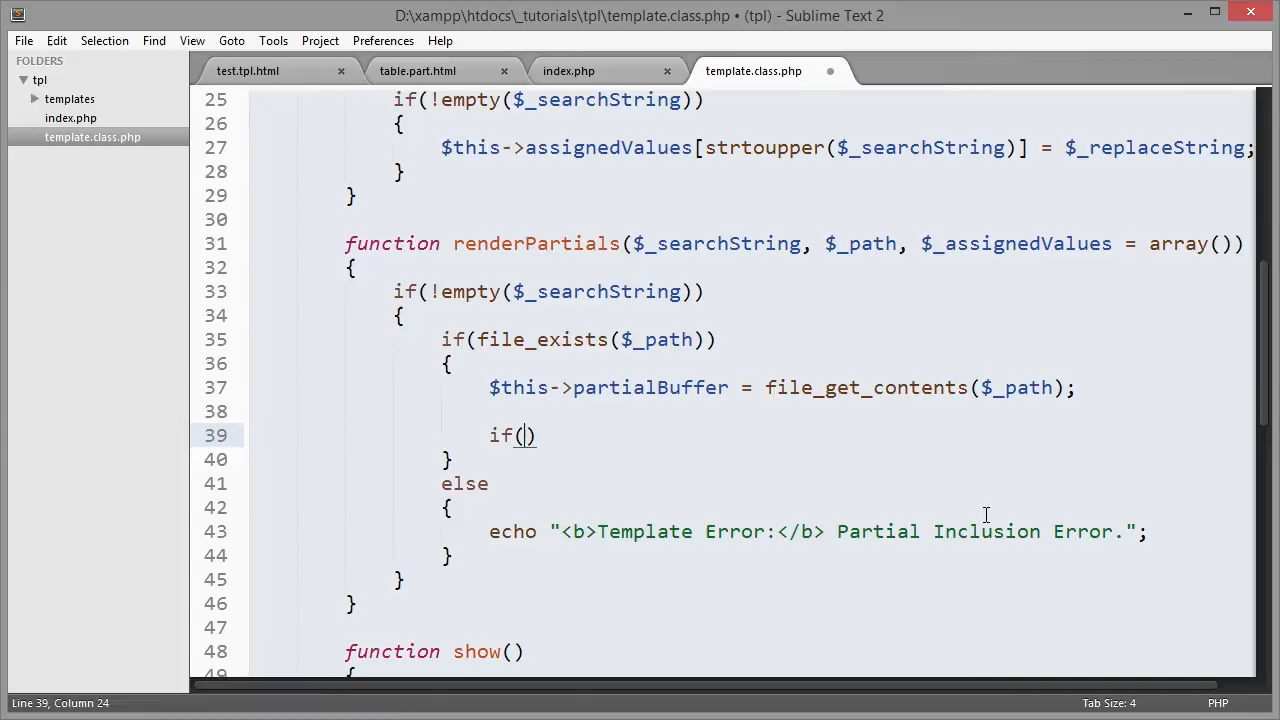 D:\xampp\htdocs\_tutorials\tpl\template.class.php • (tpl) - Sublime Text 2
File Edit Selection Find View Goto Tools Project Preferences Help
FOLDERS
tpl
templates
index.php
template.class.php
test.tpl.html × table.part.html × index.php × template.class.php
25 if(!empty($_searchString))
26 {
27 $this->assignedValues[strtoupper($_searchString)] = $_replaceString;
28 }
29 }
30
31 function renderPartials($_searchString, $_path, $_assignedValues = array())
32 {
33 if(!empty($_searchString))
34 {
35 if(file_exists($_path))
36 {
37 $this->partialBuffer = file_get_contents($_path);
38
39 if()
40 }
41 else
42 {
43 echo "<b>Template Error:</b> Partial Inclusion Error.";
44 }
45 }
46 }
47
48 function show()
49 {
Line 39, Column 24 Tab Size: 4 PHP